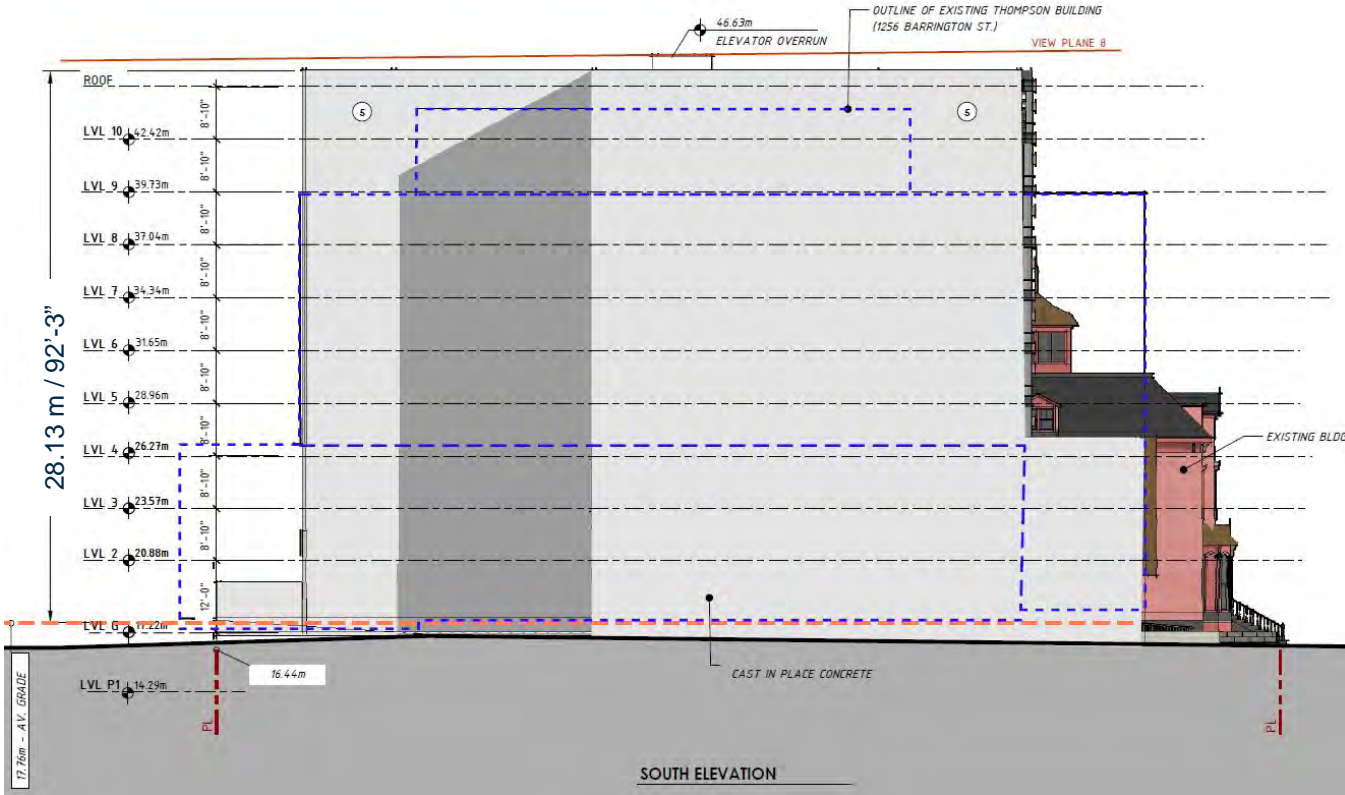 OUTLINE OF EXISTING THOMPSON BUILDING
(1256 BARRINGTON ST.)
46.63m
ELEVATOR OVERRUN
VIEW PLANE 8
ROOF
8'-10"
5
5
LVL 10 42.42m
8'-10"
LVL 9 39.73m
8'-10"
LVL 8 37.04m
8'-10"
LVL 7 34.34m
8'-10"
LVL 6 31.65m
8'-10"
LVL 5 28.96m
8'-10"
LVL 4 26.27m
8'-10"
LVL 3 23.57m
8'-10"
LVL 2 20.88m
12'-0"
LVL G 17.22m
28.13 m / 92'-3"
EXISTING BLDG
16.44m
CAST IN PLACE CONCRETE
LVL P1 14.29m
PL
PL
17.76m - AV. GRADE
SOUTH ELEVATION